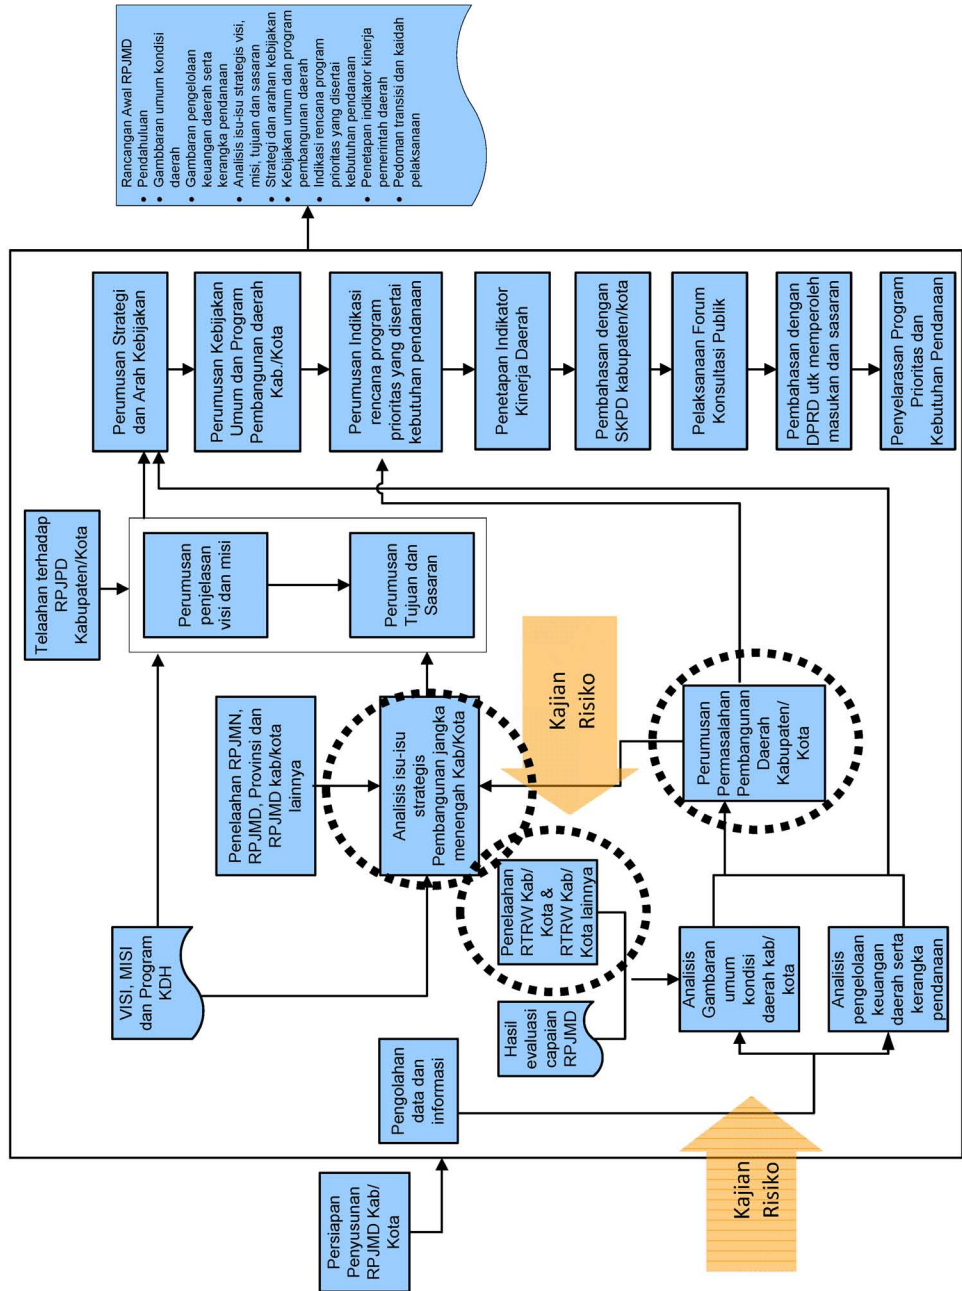 Persiapan
Penyusunan
RPJMD Kab/
Kota
Pengolahan
data dan
informasi
VISI, MISI
dan Program
KDH
Hasil
evaluasi
capaian
RPJMD
Penelaahan
RTRW Kab/
Kota &
RTRW Kab/
Kota lainnya
Analisis
Gambaran
umum
kondisi
daerah kab/
kota
Analisis
pengelolaan
keuangan
daerah serta
kerangka
pendanaan
Penelaahan RPJMN,
RPJMD, Provinsi dan
RPJMD kab/kota
lainnya
Analisis isu-isu
strategis
Pembangunan jangka
menengah Kab/Kota
Perumusan
Permasalahan
Pembangunan
Daerah
Kabupaten/
Kota
Kajian
Risiko
Kajian
Risiko
Telaahan terhadap
RPJPD
Kabupaten/Kota
Perumusan
penjelasan
visi dan misi
Perumusan
Tujuan dan
Sasaran
Perumusan Strategi
dan Arah Kebijakan
Perumusan Kebijakan
Umum dan Program
Pembangunan daerah
Kab./Kota
Perumusan Indikasi
rencana program
prioritas yang disertai
kebutuhan pendanaan
Penetapan Indikator
Kinerja Daerah
Pembahasan dengan
SKPD kabupaten/kota
Pelaksanaan Forum
Konsultasi Publik
Pembahasan dengan
DPRD utk memperoleh
masukan dan sasaran
Penyelarasan Program
Prioritas dan
Kebutuhan Pendanaan
Rancangan Awal RPJMD
• Pendahuluan
• Gambbaran umum kondisi
daerah
• Gambaran pengelolaan
keuangan daerah serta
kerangka pendanaan
• Analisis isu-isu strategis visi,
misi, tujuan dan sasaran
• Strategi dan arahan kebijakan
• Kebijakan umum dan program
pembangunan daerah
• Indikasi rencana program
prioritas yang disertai
kebutuhan pendanaan
• Penetapan indikator kinerja
pemerintah daerah
• Pedoman transisi dan kaidah
pelaksanaan